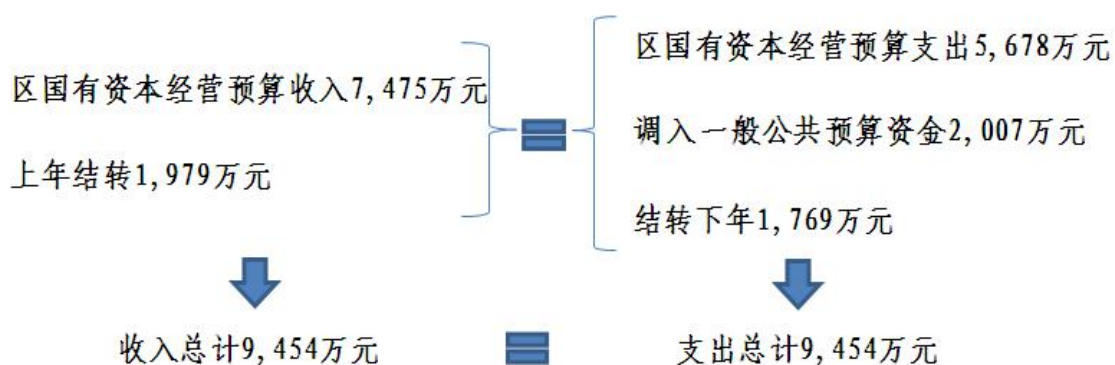 区国有资本经营预算收入7,475万元
上年结转1,979万元
区国有资本经营预算支出5,678万元
调入一般公共预算资金2,007万元
结转下年1,769万元
收入总计9,454万元
支出总计9,454万元